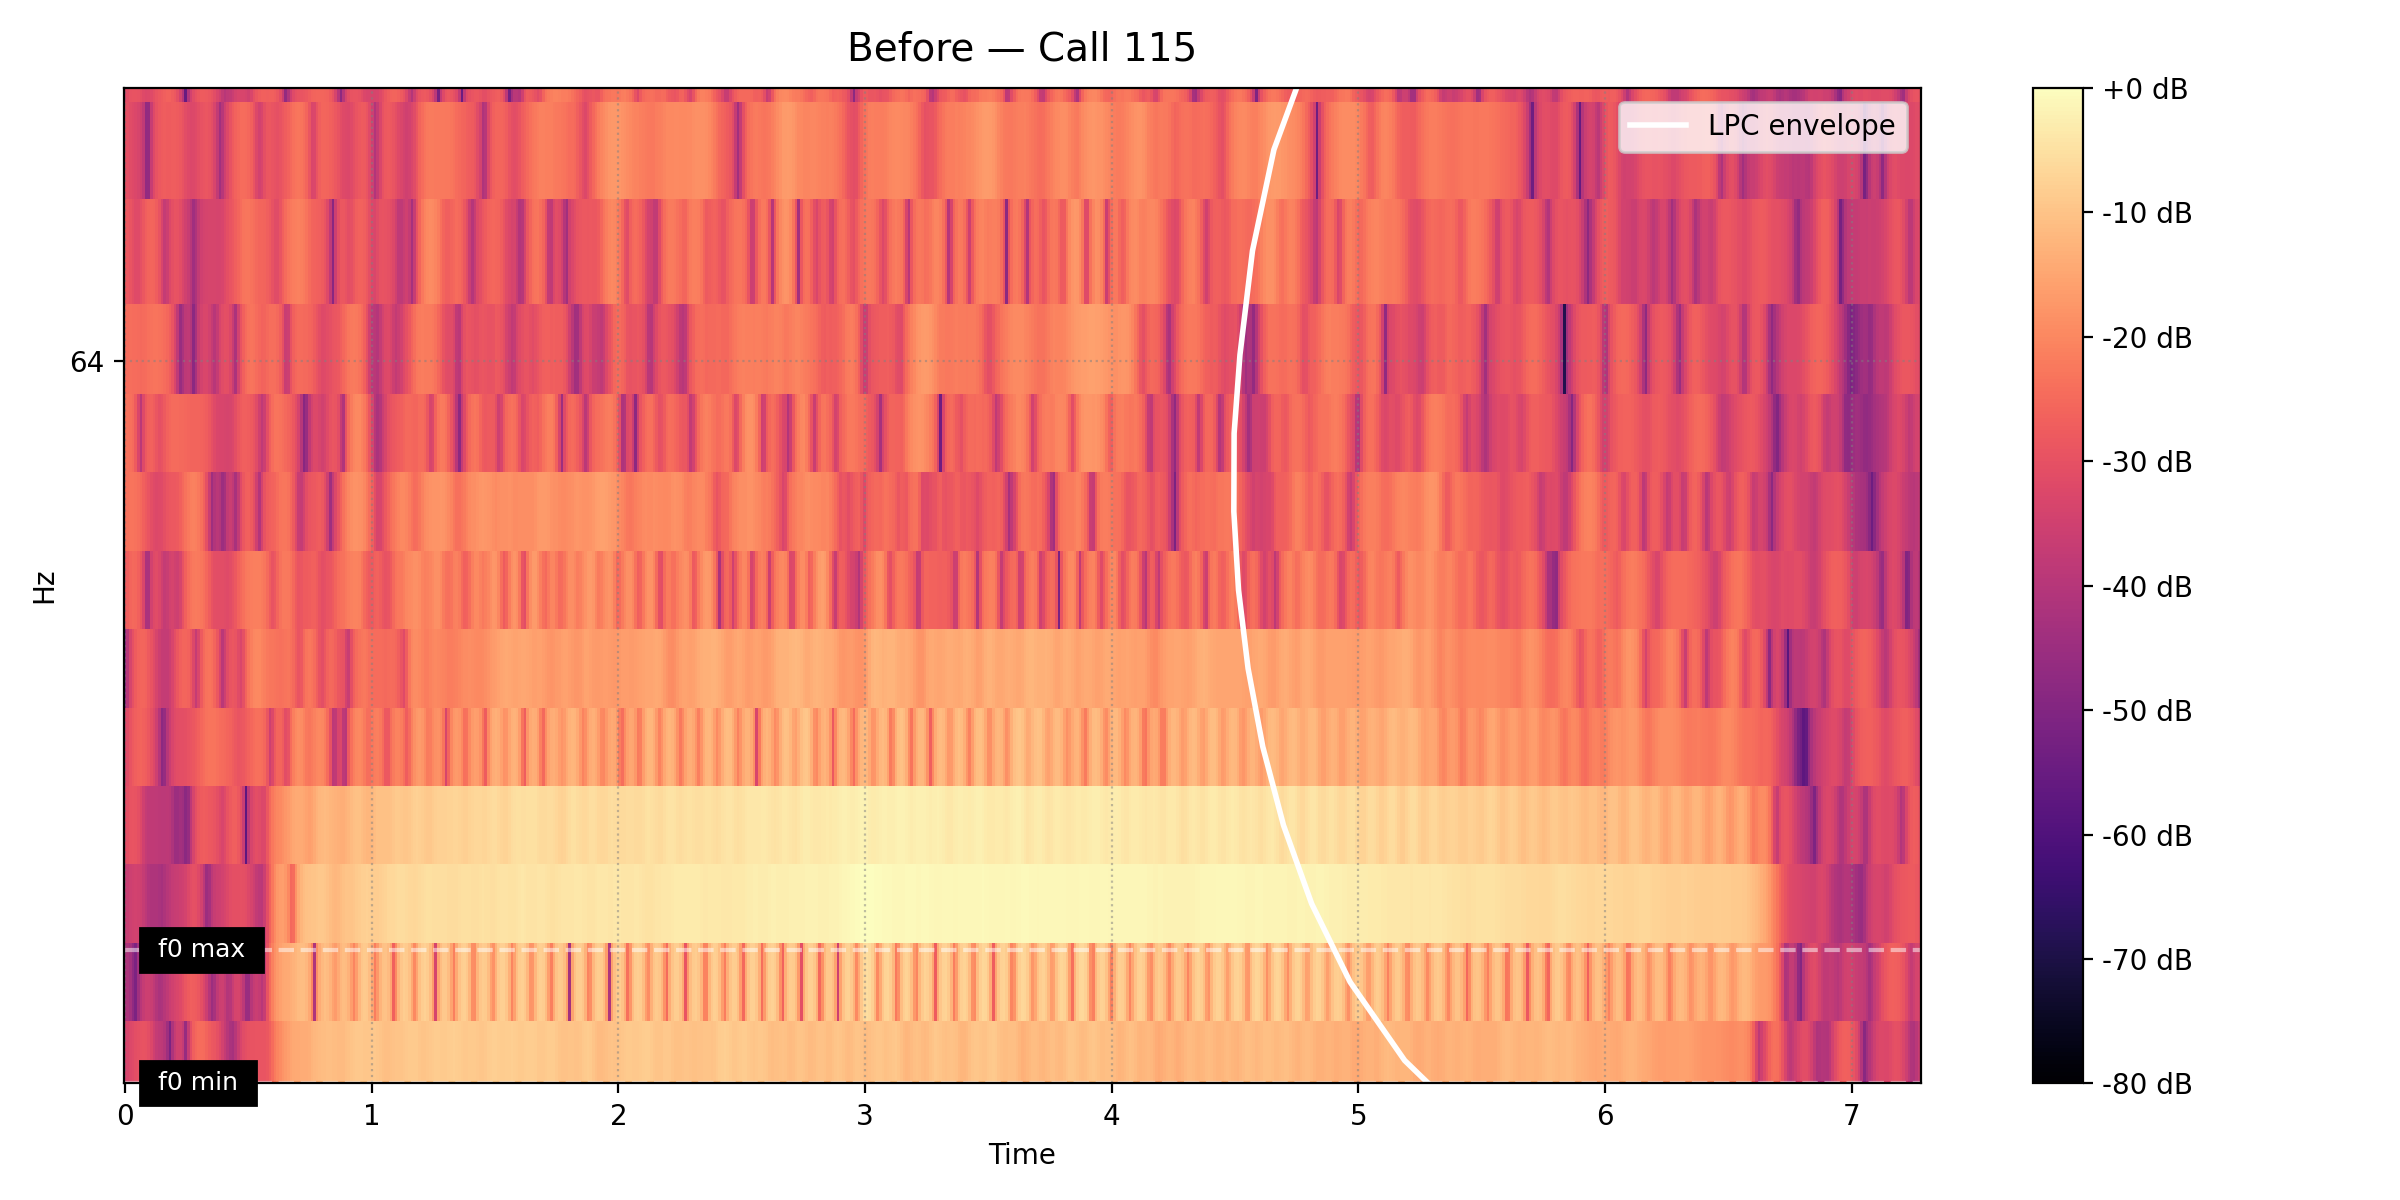 Before — Call 115
LPC envelope
Hz
64
f0 max
f0 min
0 1 2 3 4 5 6 7
Time
+0 dB
-10 dB
-20 dB
-30 dB
-40 dB
-50 dB
-60 dB
-70 dB
-80 dB